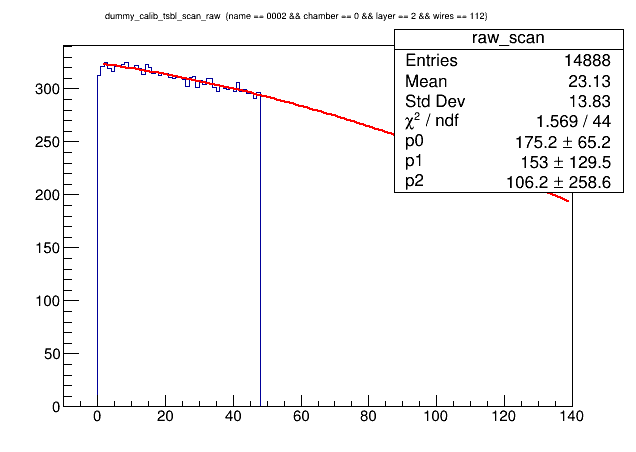 dummy_calib_tsbl_scan_raw (name == 0002 && chamber == 0 && layer == 2 && wires == 112)
raw_scan
Entries 14888
Mean 23.13
Std Dev 13.83
χ² / ndf 1.569 / 44
p0 175.2 ± 65.2
p1 153 ± 129.5
p2 106.2 ± 258.6
300
250
200
150
100
50
0
0 20 40 60 80 100 120 140